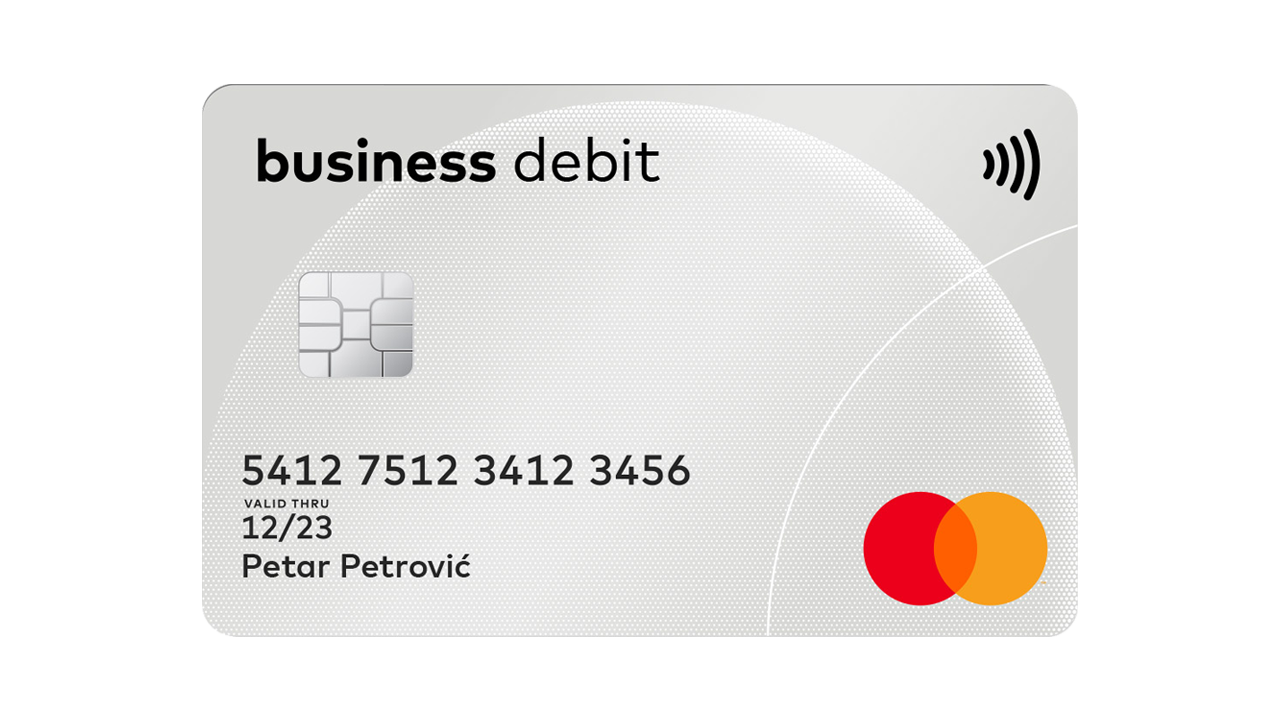 business debit
5412 7512 3412 3456
VALID THRU
12/23
Petar Petrović